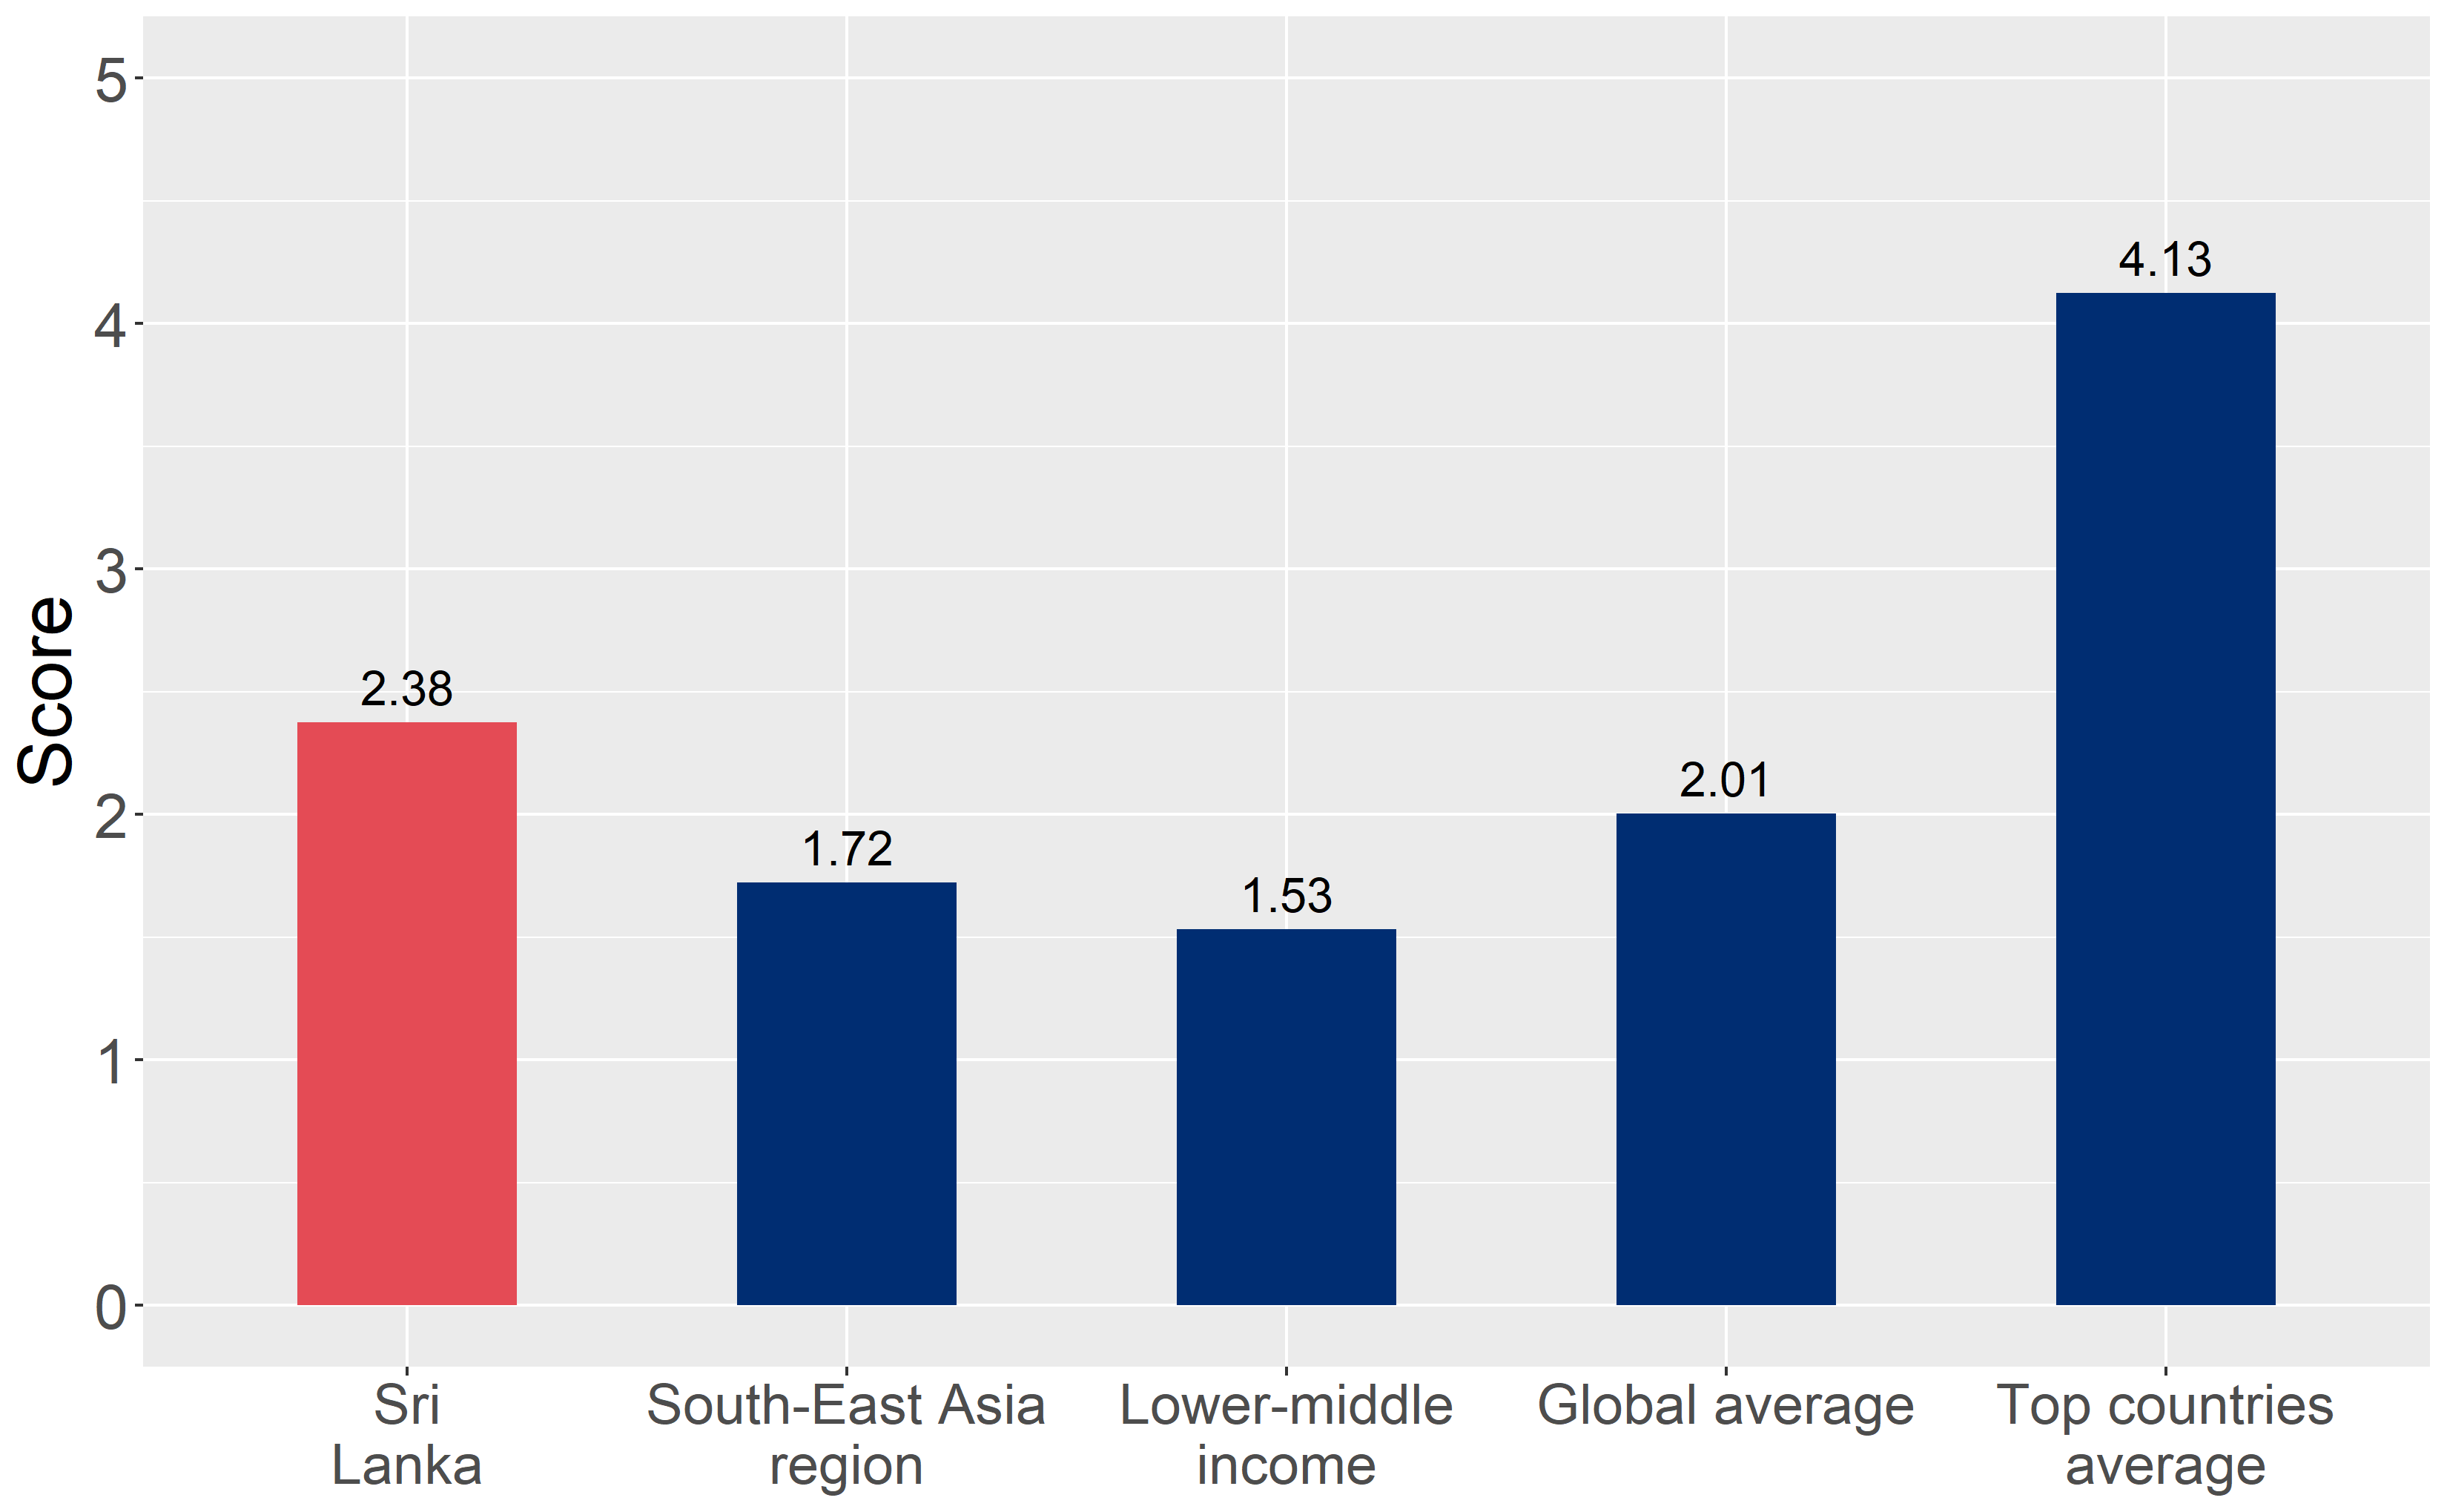 5
4
3
2
1
0
Score
2.38
1.72
1.53
2.01
4.13
Sri
Lanka
South-East Asia
region
Lower-middle
income
Global average
Top countries
average